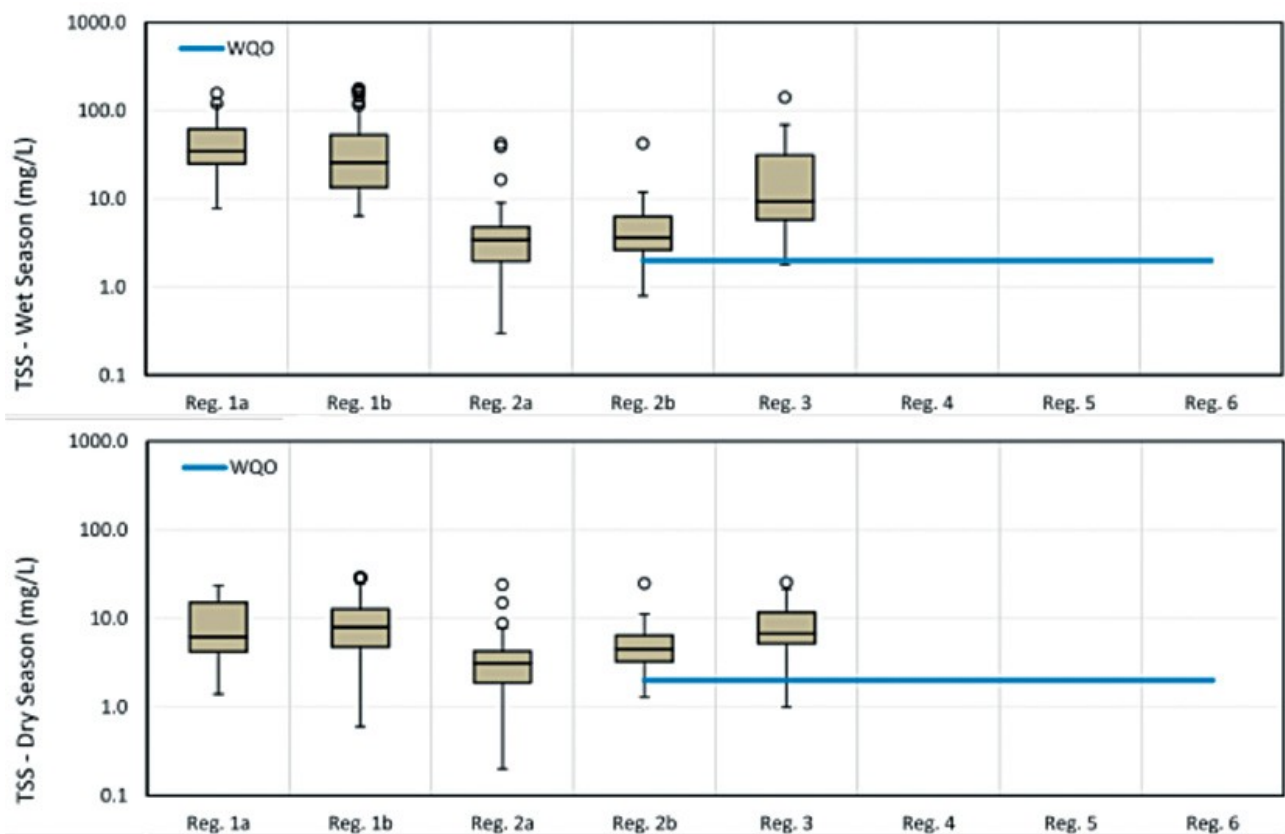 TSS - Wet Season (mg/L)
1000.0
100.0
10.0
1.0
0.1
WQO
Reg. 1a Reg. 1b Reg. 2a Reg. 2b Reg. 3 Reg. 4 Reg. 5 Reg. 6
TSS - Dry Season (mg/L)
1000.0
100.0
10.0
1.0
0.1
WQO
Reg. 1a Reg. 1b Reg. 2a Reg. 2b Reg. 3 Reg. 4 Reg. 5 Reg. 6